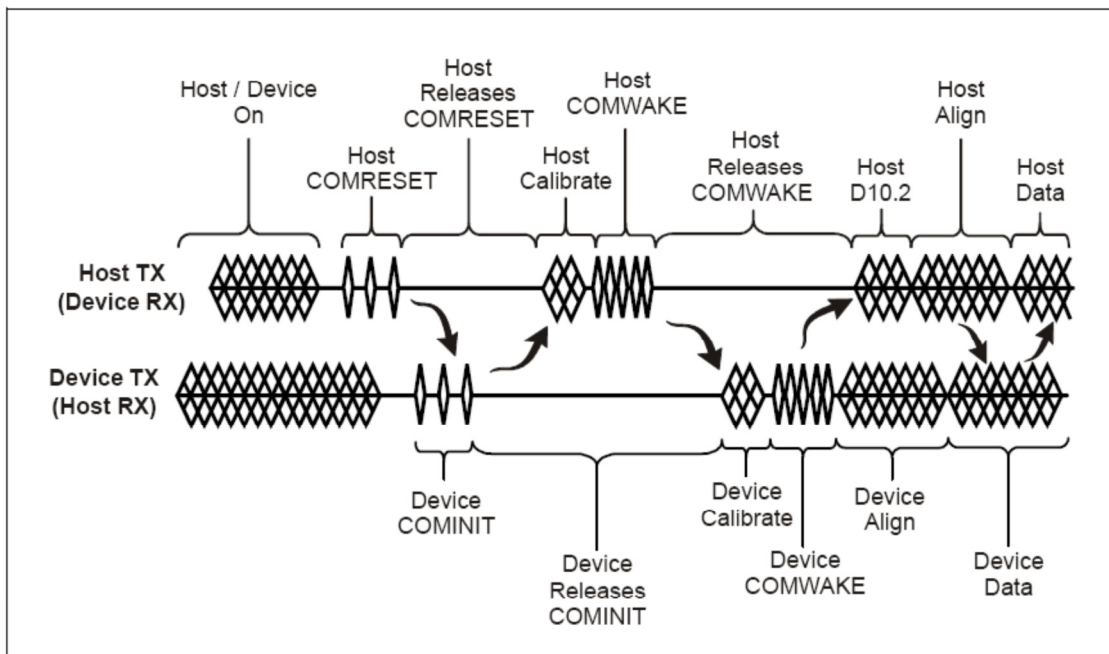 Host / Device
On
Host
COMRESET
Host
Releases
COMRESET
Host
Calibrate
Host
COMWAKE
Host
Releases
COMWAKE
Host
D10.2
Host
Align
Host
Data
Host TX
(Device RX)
Device TX
(Host RX)
Device
COMINIT
Device
Releases
COMINIT
Device
Calibrate
Device
COMWAKE
Device
Align
Device
Data